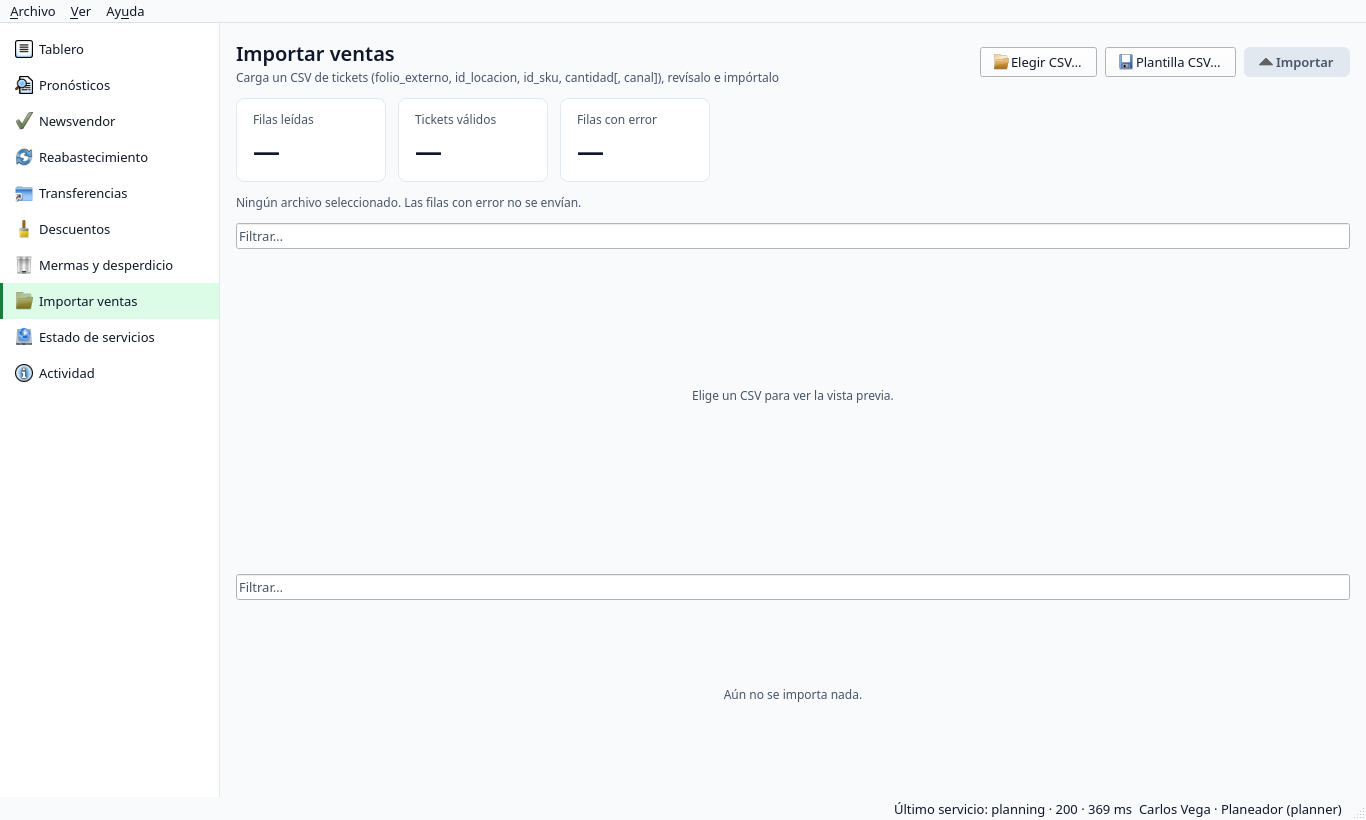 Archivo Ver Ayuda
Tablero
Pronósticos
Newsvendor
Reabastecimiento
Transferencias
Descuentos
Mermas y desperdicio
Importar ventas
Estado de servicios
Actividad
Importar ventas
Carga un CSV de tickets (folio_externo, id_locacion, id_sku, cantidad[, canal]), revísalo e impórtalo
Elegir CSV... Plantilla CSV... Importar
Filas leídas Tickets válidos Filas con error
— — —
Ningún archivo seleccionado. Las filas con error no se envían.
Filtrar...
Elige un CSV para ver la vista previa.
Filtrar...
Aún no se importa nada.
Último servicio: planning · 200 · 369 ms Carlos Vega · Planeador (planner)